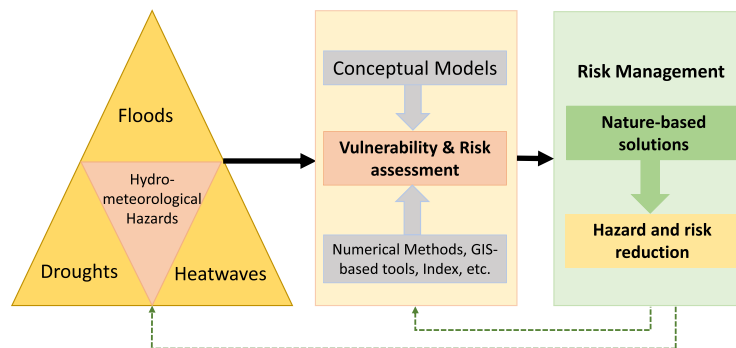 Floods
Hydro-
meteorological
Hazards
Droughts
Heatwaves
Conceptual Models
Vulnerability & Risk
assessment
Numerical Methods, GIS-
based tools, Index, etc.
Risk Management
Nature-based
solutions
Hazard and risk
reduction